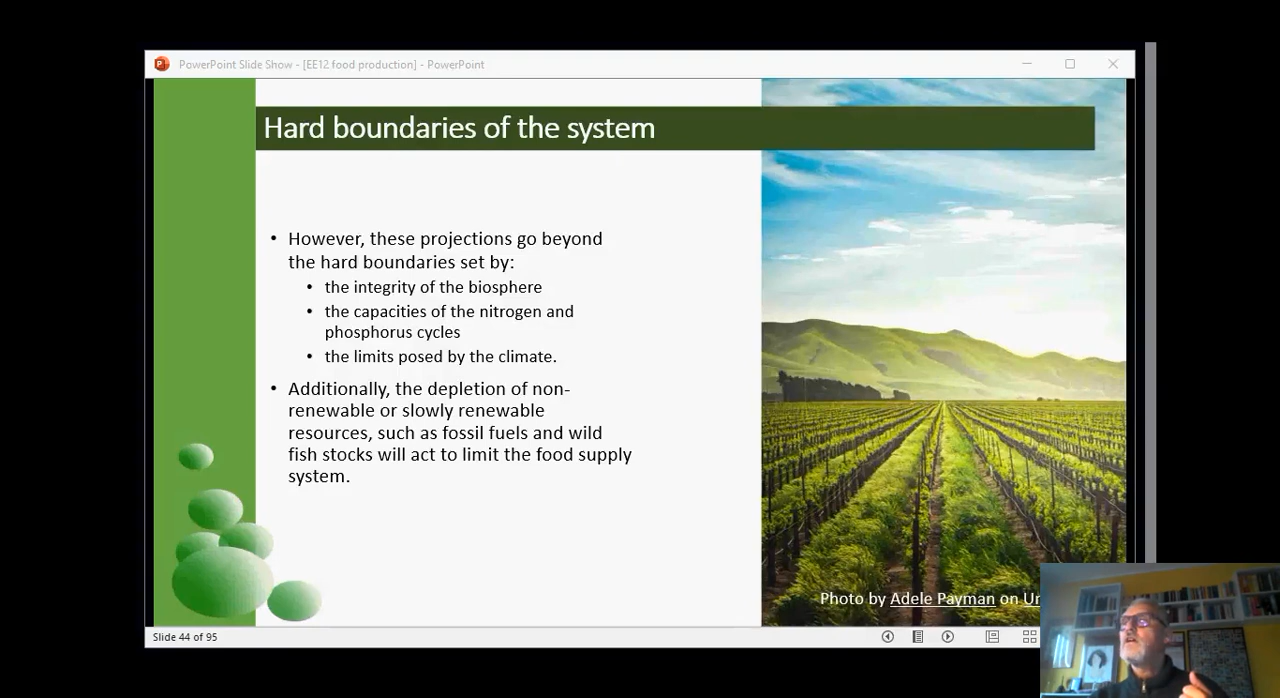 PowerPoint Slide Show - [EE12 food production] - PowerPoint
Hard boundaries of the system
• However, these projections go beyond
the hard boundaries set by:
• the integrity of the biosphere
• the capacities of the nitrogen and
phosphorus cycles
• the limits posed by the climate.
• Additionally, the depletion of non-
renewable or slowly renewable
resources, such as fossil fuels and wild
fish stocks will act to limit the food supply
system.
Photo by Adele Payman on
Slide 44 of 95